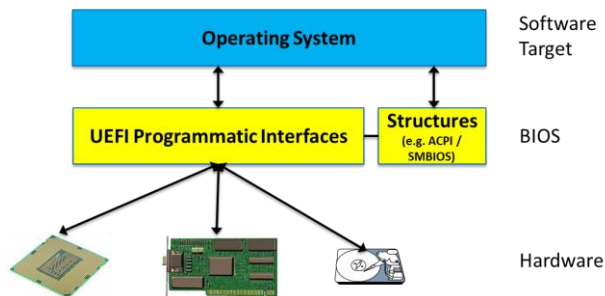 Operating System
Software
Target
UEFI Programmatic Interfaces
Structures
(e.g. ACPI /
SMBIOS)
BIOS
Hardware